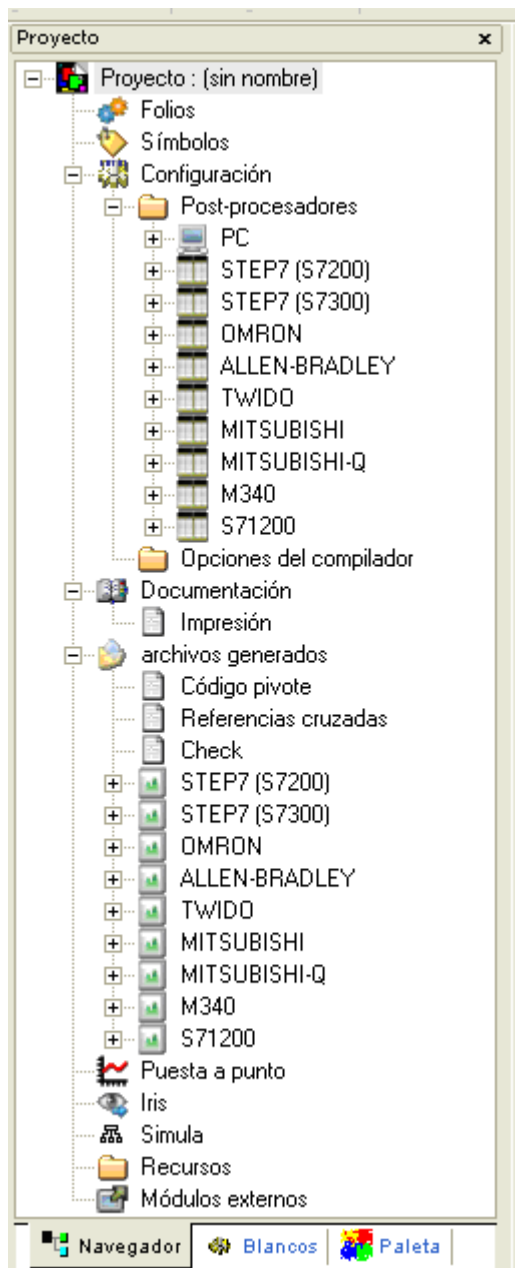 Proyecto
Proyecto : (sin nombre)
Folios
Símbolos
Configuración
Post-procesadores
PC
STEP7 (S7200)
STEP7 (S7300)
OMRON
ALLEN-BRADLEY
TWIDO
MITSUBISHI
MITSUBISHI-Q
M340
S71200
Opciones del compilador
Documentación
Impresión
archivos generados
Código pivote
Referencias cruzadas
Check
STEP7 (S7200)
STEP7 (S7300)
OMRON
ALLEN-BRADLEY
TWIDO
MITSUBISHI
MITSUBISHI-Q
M340
S71200
Puesta a punto
Iris
Simula
Recursos
Módulos externos
Navegador Blancos Paleta